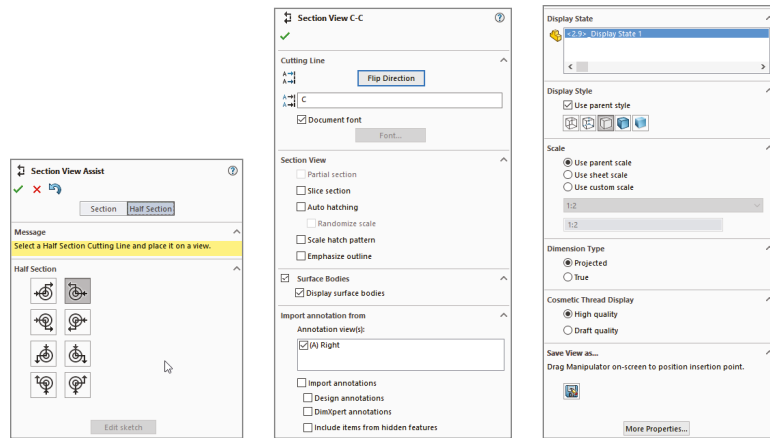 Section View Assist
Section
Half Section
Message
Select a Half Section Cutting Line and place it on a view.
Half Section
Edit sketch
Section View C-C
Cutting Line
Flip Direction
C
Document font
Font...
Section View
Partial section
Slice section
Auto hatching
Randomize scale
Scale hatch pattern
Emphasize outline
Surface Bodies
Display surface bodies
Import annotation from
Annotation view(s):
(A) Right
Import annotations
Design annotations
DimXpert annotations
Include items from hidden features
Display State
<2.9>_Display State 1
Display Style
Use parent style
Scale
Use parent scale
Use sheet scale
Use custom scale
1:2
1:2
Dimension Type
Projected
True
Cosmetic Thread Display
High quality
Draft quality
Save View as...
Drag Manipulator on-screen to position insertion point.
More Properties...